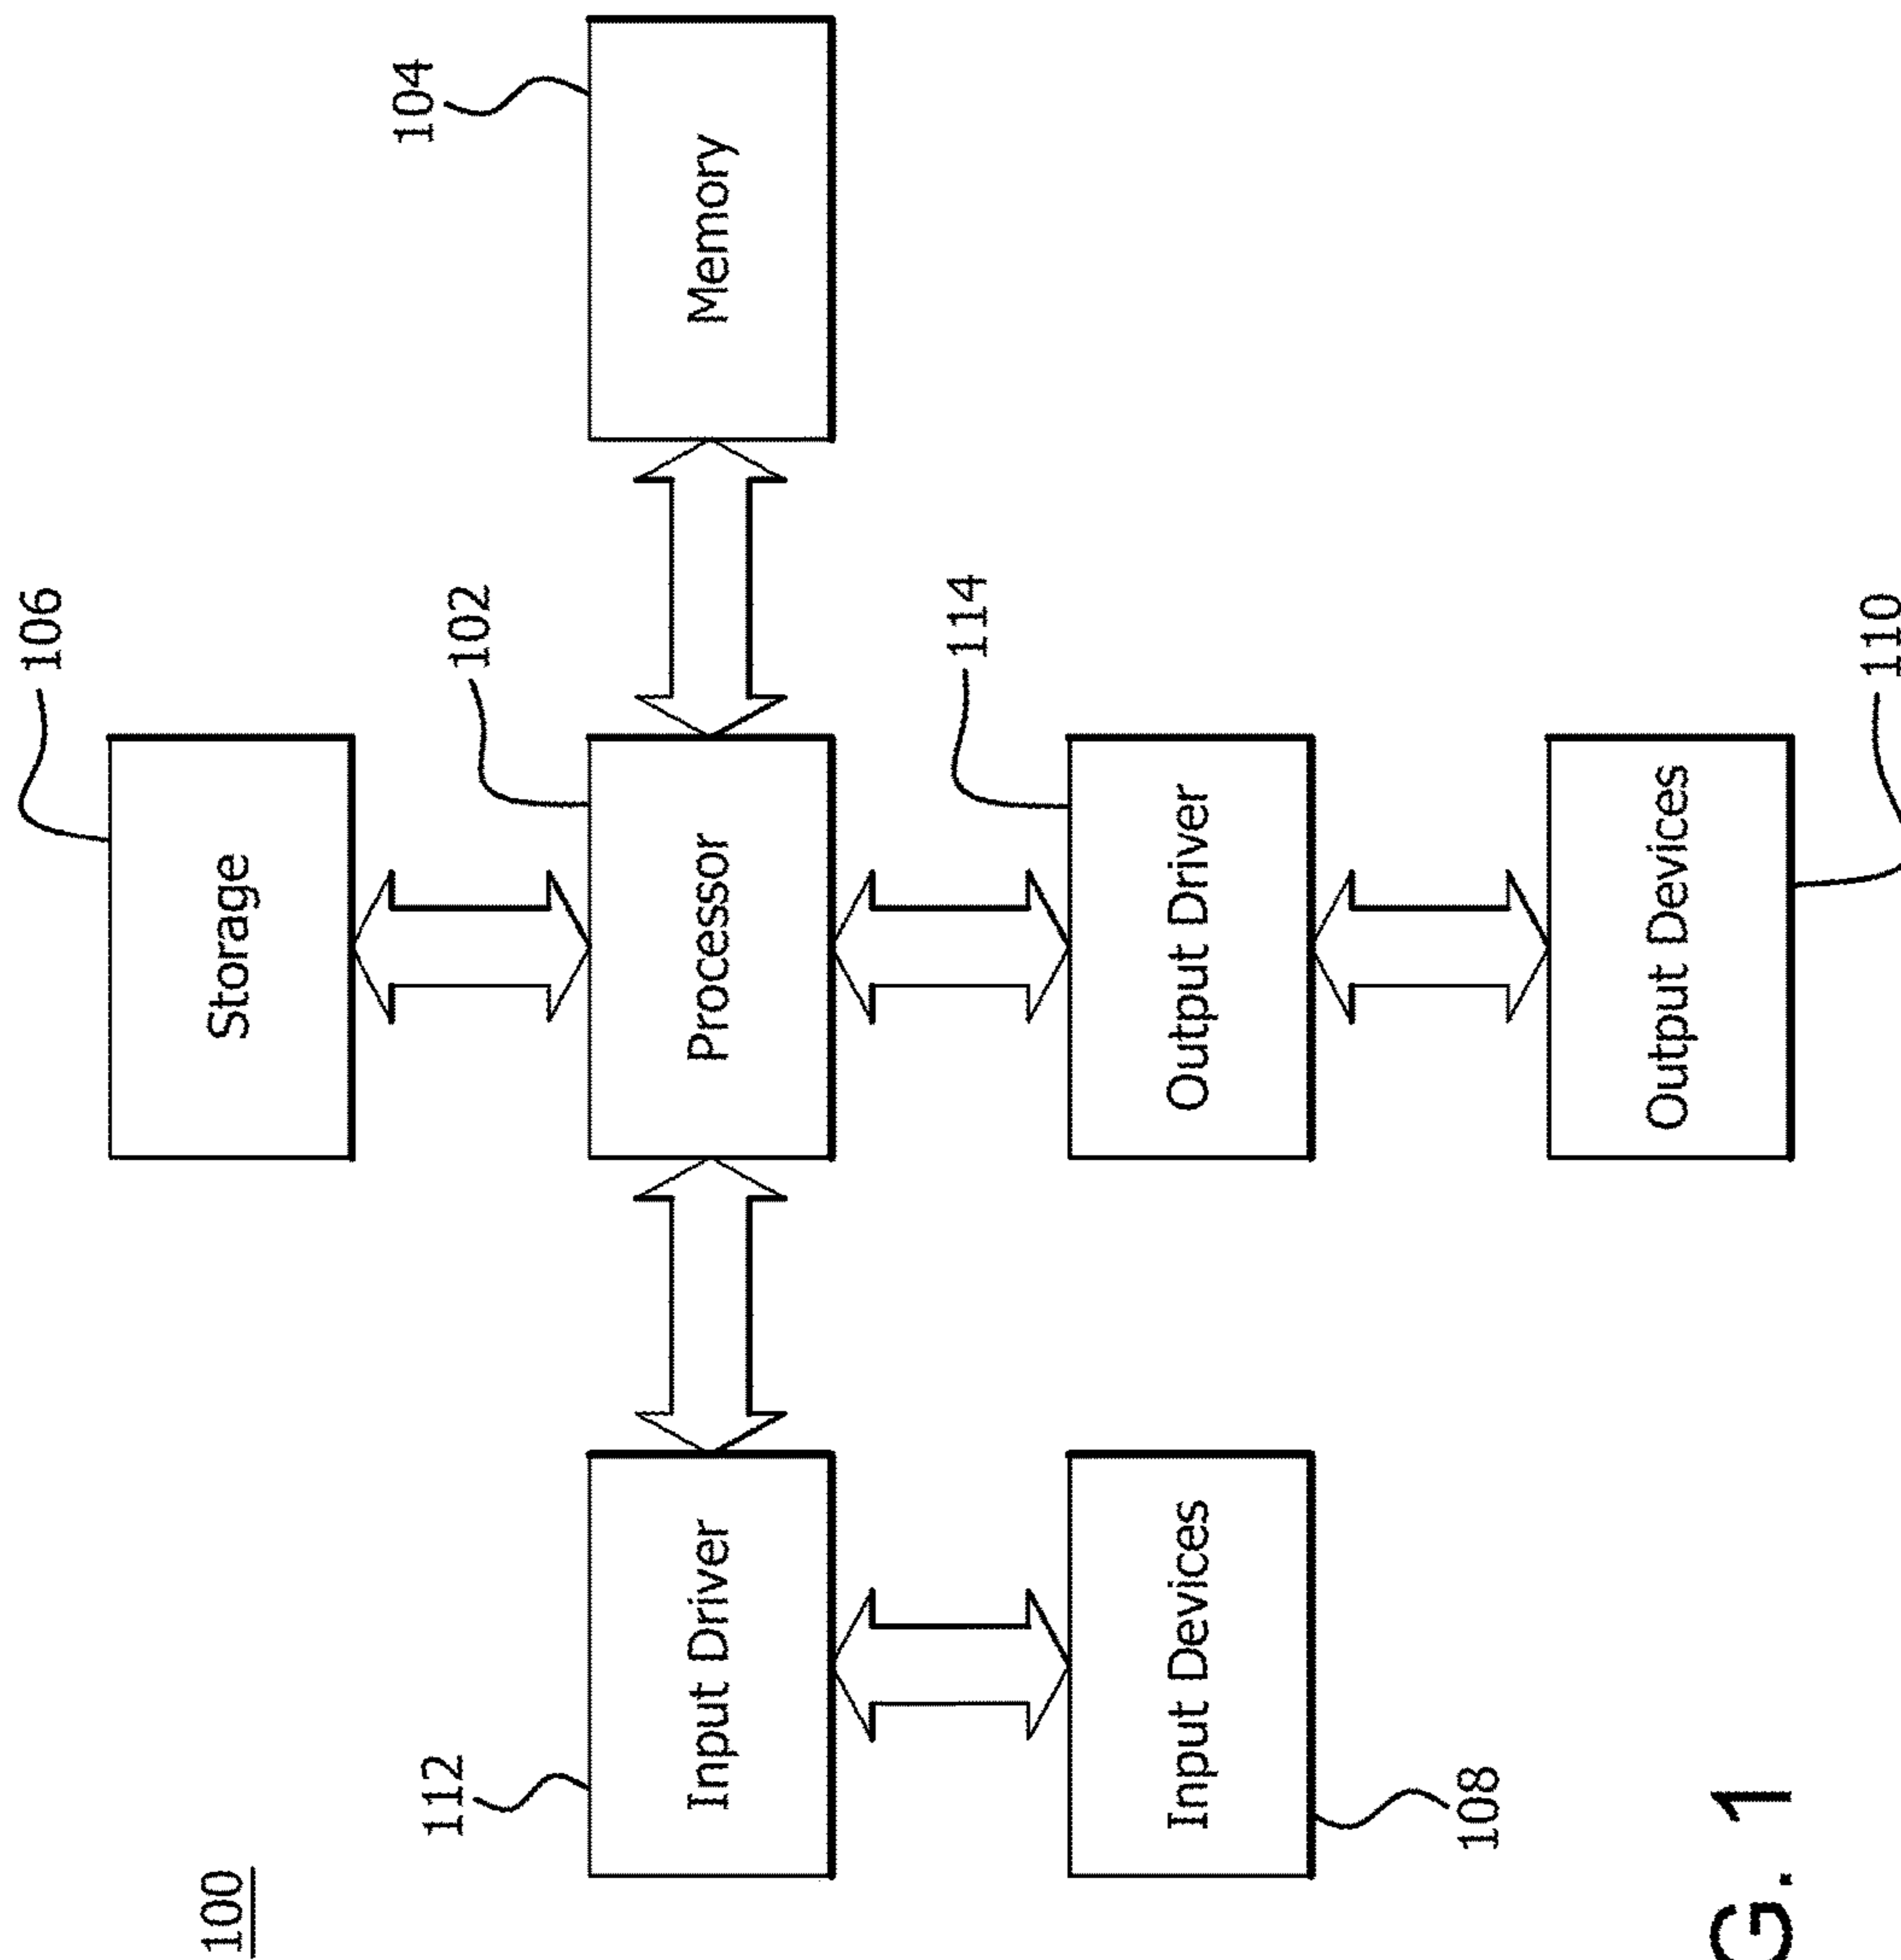 106
100
Storage
104
112
102
Input Driver
Processor
Memory
114
Input Devices
Output Driver
108
Output Devices
G. 1
110